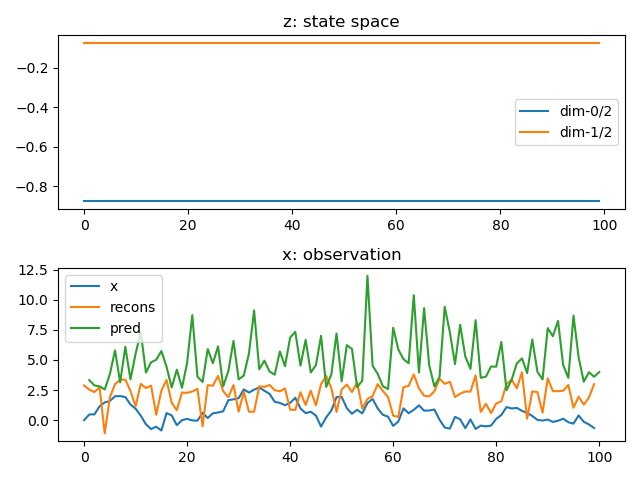 z: state space
−0.2
−0.4
−0.6
−0.8
dim-0/2
dim-1/2
0 20 40 60 80 100
x: observation
12.5
10.0
7.5
5.0
2.5
0.0
x
recons
pred
0 20 40 60 80 100